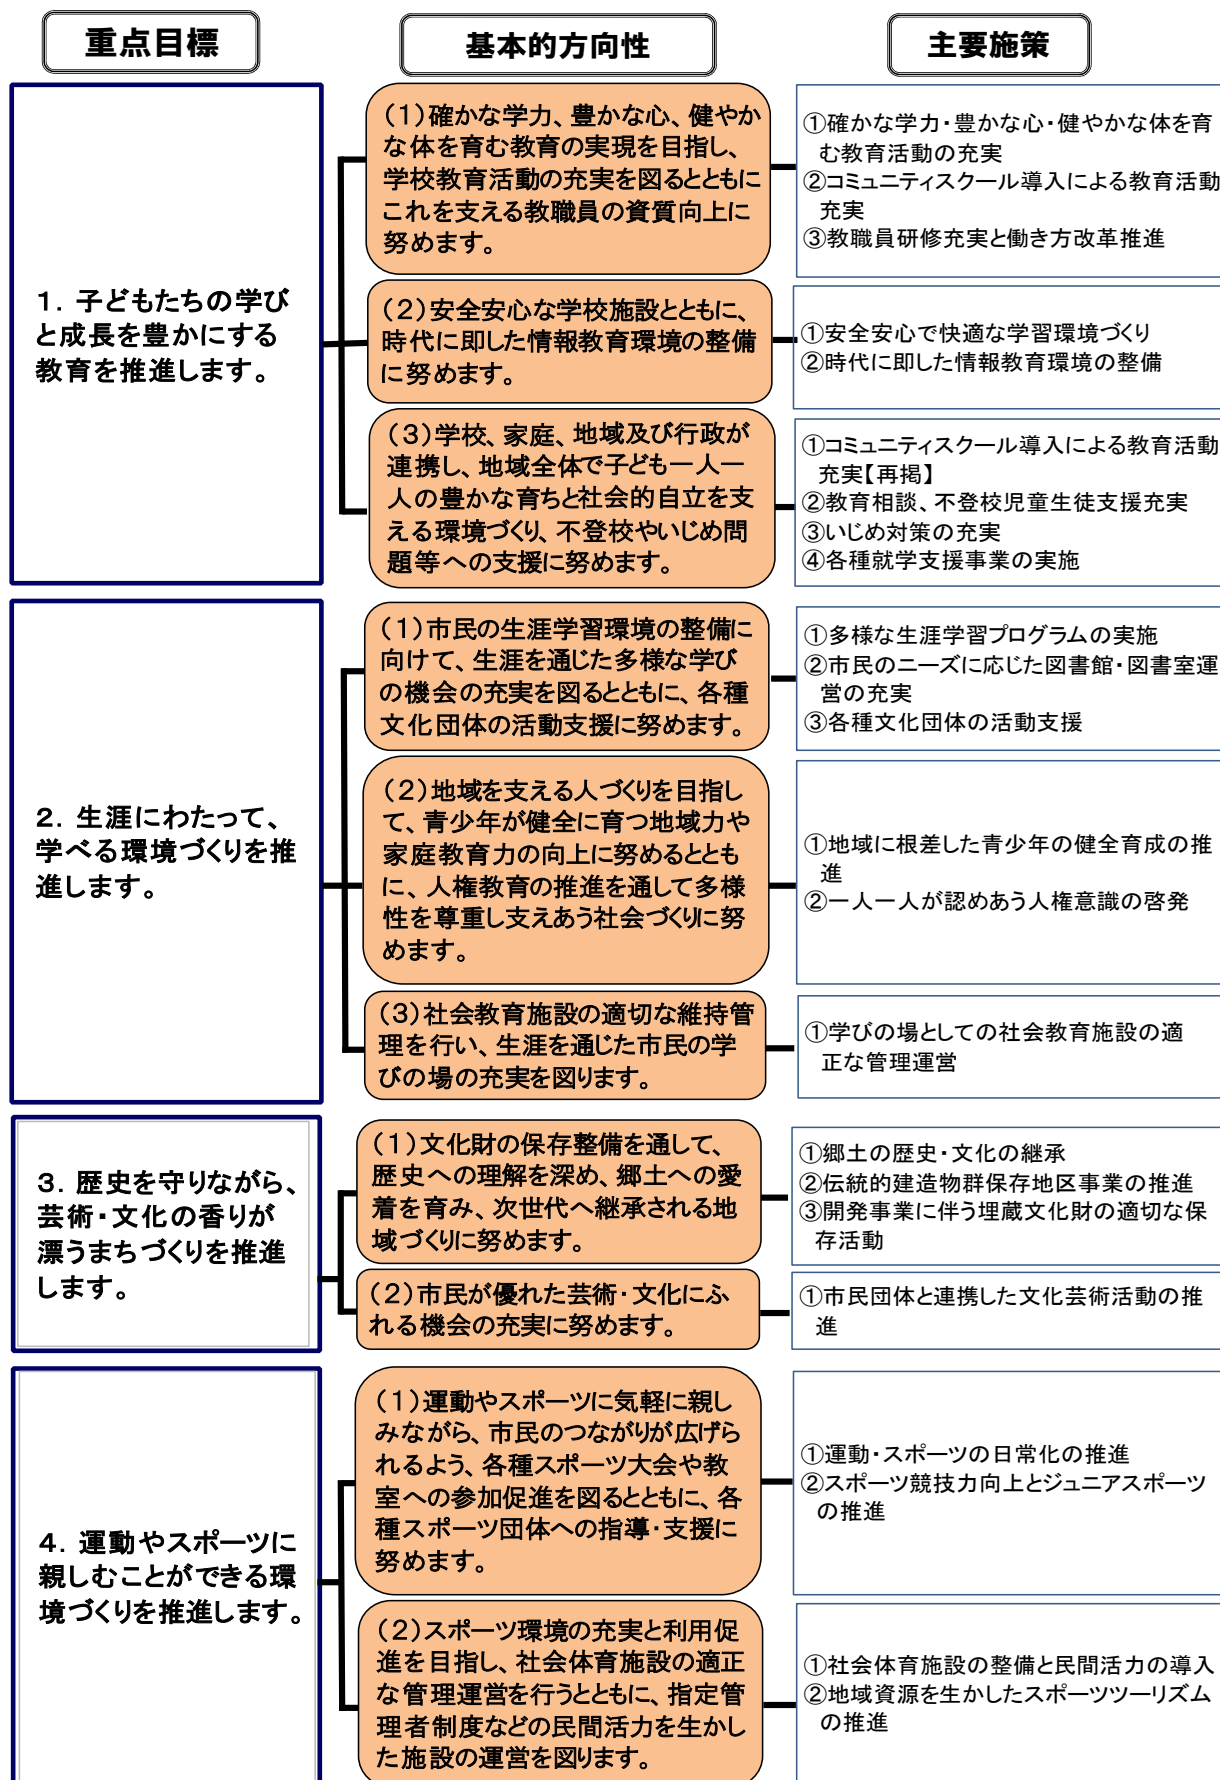 重点目標
基本的方向性
主要施策
1. 子どもたちの学び
と成長を豊かにする
教育を推進します。
(1)確かな学力、豊かな心、健やか
な体を育む教育の実現を目指し、
学校教育活動の充実を図るとともに
これを支える教職員の資質向上に
努めます。
①確かな学力・豊かな心・健やかな体を育
む教育活動の充実
②コミュニティスクール導入による教育活動
充実
③教職員研修充実と働き方改革推進
(2)安全安心な学校施設とともに、
時代に即した情報教育環境の整備
に努めます。
①安全安心で快適な学習環境づくり
②時代に即した情報教育環境の整備
(3)学校、家庭、地域及び行政が
連携し、地域全体で子ども一人一
人の豊かな育ちと社会的自立を支
える環境づくり、不登校やいじめ問
題等への支援に努めます。
①コミュニティスクール導入による教育活動
充実【再掲】
②教育相談、不登校児童生徒支援充実
③いじめ対策の充実
④各種就学支援事業の実施
2. 生涯にわたって、
学べる環境づくりを推
進します。
(1)市民の生涯学習環境の整備に
向けて、生涯を通じた多様な学び
の機会の充実を図るとともに、各種
文化団体の活動支援に努めます。
①多様な生涯学習プログラムの実施
②市民のニーズに応じた図書館・図書室運
営の充実
③各種文化団体の活動支援
(2)地域を支える人づくりを目指し
て、青少年が健全に育つ地域力や
家庭教育力の向上に努めるととも
に、人権教育の推進を通して多様
性を尊重し支えあう社会づくりに努
めます。
①地域に根差した青少年の健全育成の推
進
②一人一人が認めあう人権意識の啓発
(3)社会教育施設の適切な維持管
理を行い、生涯を通じた市民の学
びの場の充実を図ります。
①学びの場としての社会教育施設の適
正な管理運営
3. 歴史を守りながら、
芸術・文化の香りが
漂うまちづくりを推進
します。
(1)文化財の保存整備を通して、
歴史への理解を深め、郷土への愛
着を育み、次世代へ継承される地
域づくりに努めます。
①郷土の歴史・文化の継承
②伝統的建造物群保存地区事業の推進
③開発事業に伴う埋蔵文化財の適切な保
存活動
(2)市民が優れた芸術・文化にふ
れる機会の充実に努めます。
①市民団体と連携した文化芸術活動の推
進
4. 運動やスポーツに
親しむことができる環
境づくりを推進します。
(1)運動やスポーツに気軽に親し
みながら、市民のつながりが広げら
れるよう、各種スポーツ大会や教
室への参加促進を図るとともに、各
種スポーツ団体への指導・支援に
努めます。
①運動・スポーツの日常化の推進
②スポーツ競技力向上とジュニアスポーツ
の推進
(2)スポーツ環境の充実と利用促
進を目指し、社会体育施設の適正
な管理運営を行うとともに、指定管
理者制度などの民間活力を生かし
た施設の運営を図ります。
①社会体育施設の整備と民間活力の導入
②地域資源を生かしたスポーツツーリズム
の推進